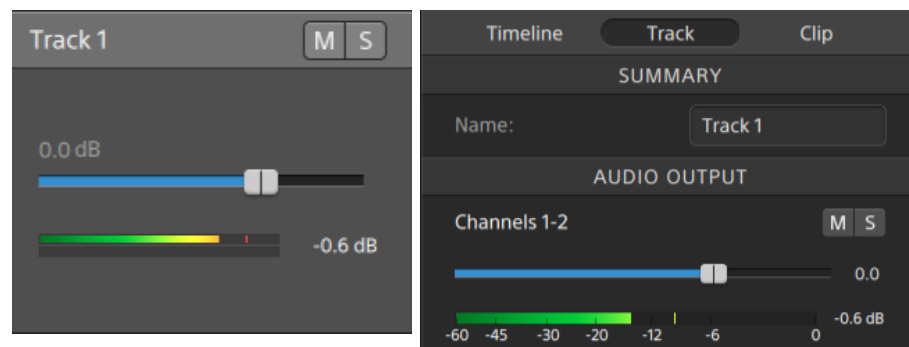 Track 1
M S
0.0 dB
-0.6 dB
Timeline Track Clip
SUMMARY
Name: Track 1
AUDIO OUTPUT
Channels 1-2 M S
0.0
-0.6 dB
-60 -45 -30 -20 -12 -6 0